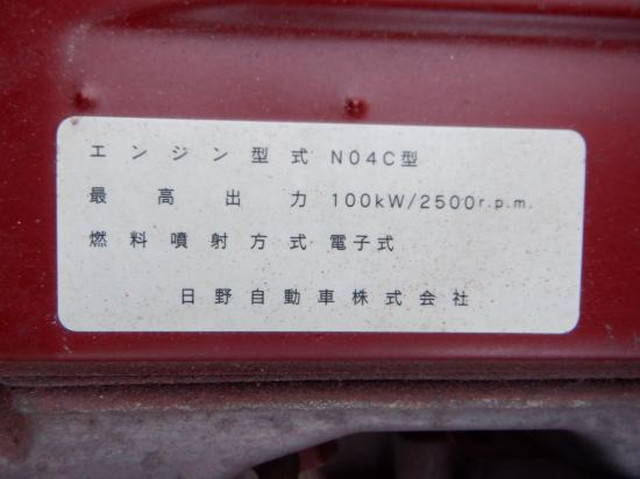 エンジン型式 N04C型
最高出力 100kW/2500r.p.m.
燃料噴射方式 電子式
日野自動車株式会社